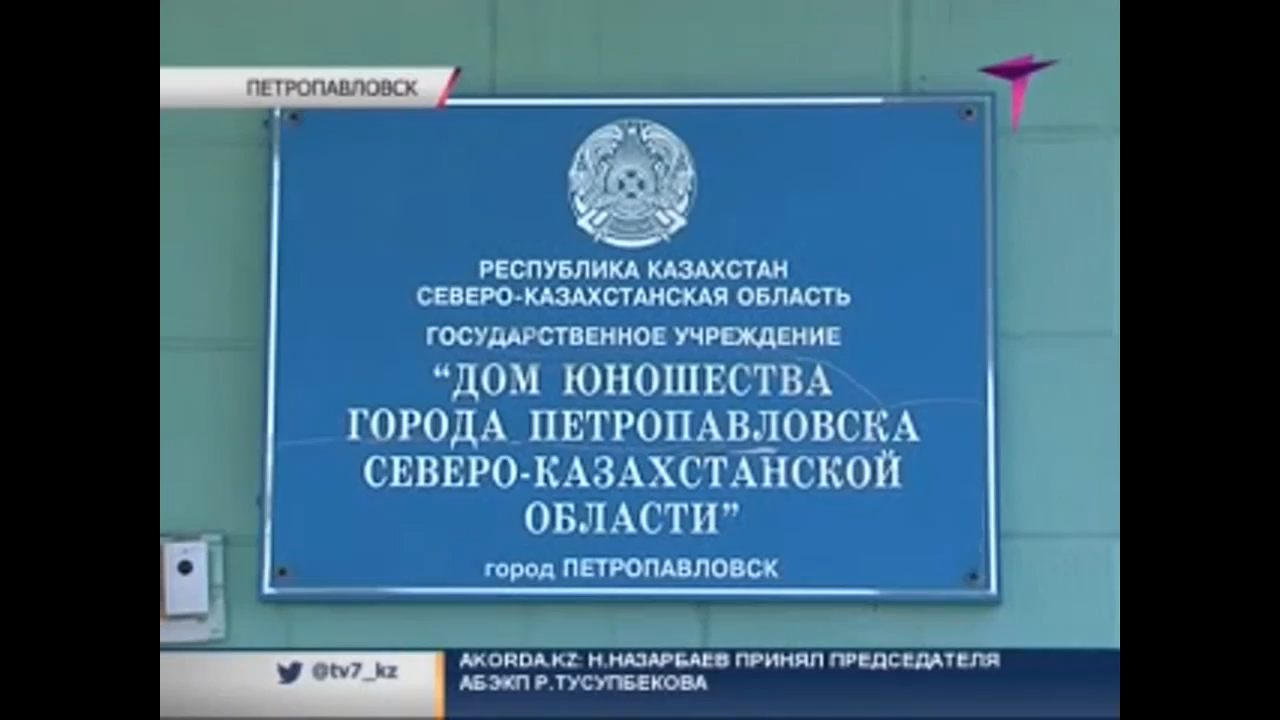 ПЕТРОПАВЛОВСК
РЕСПУБЛИКА КАЗАХСТАН
СЕВЕРО-КАЗАХСТАНСКАЯ ОБЛАСТЬ
ГОСУДАРСТВЕННОЕ УЧРЕЖДЕНИЕ
“ДОМ ЮНОШЕСТВА
ГОРОДА ПЕТРОПАВЛОВСКА
СЕВЕРО-КАЗАХСТАНСКОЙ
ОБЛАСТИ”
город ПЕТРОПАВЛОВСК
@tv7_kz
AKORDA.KZ: Н.НАЗАРБАЕВ ПРИНЯЛ ПРЕДСЕДАТЕЛЯ
АБЭКП Р.ТУСУПБЕКОВА